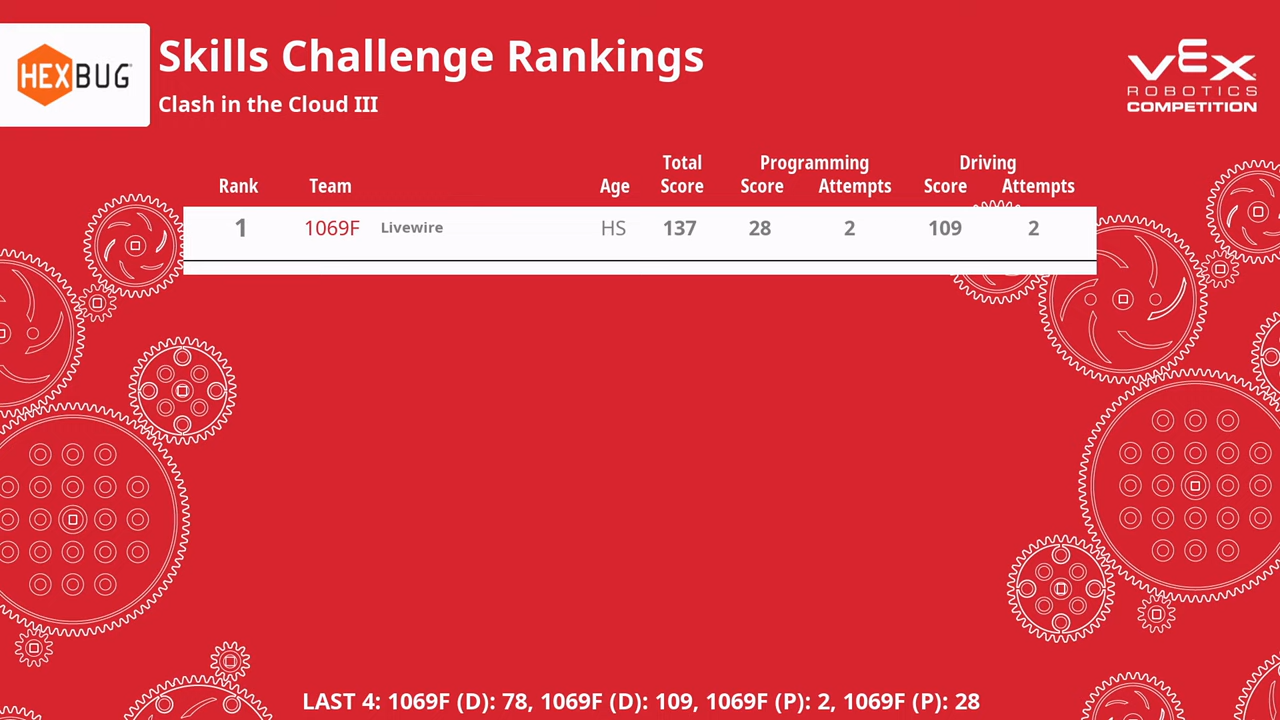 HEXBUG
Skills Challenge Rankings
Clash in the Cloud III
VEX
ROBOTICS
COMPETITION
Total Programming Driving
Rank Team Age Score Score Attempts Score Attempts
1 1069F Livewire HS 137 28 2 109 2
LAST 4: 1069F (D): 78, 1069F (D): 109, 1069F (P): 2, 1069F (P): 28